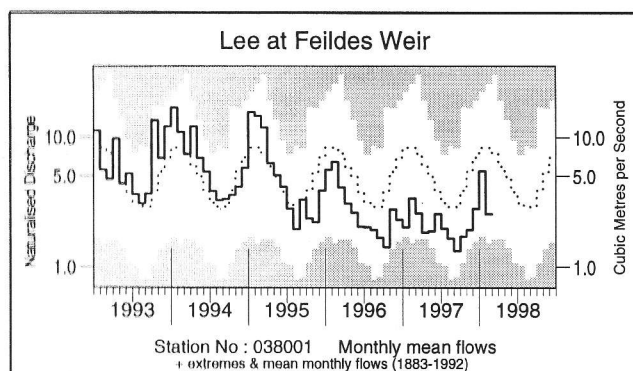 Lee at Feildes Weir
Naturalised Discharge
10.0
5.0
1.0
10.0
5.0
1.0
Cubic Metres per Second
1993 1994 1995 1996 1997 1998
Station No : 038001 Monthly mean flows
+ extremes & mean monthly flows (1883-1992)